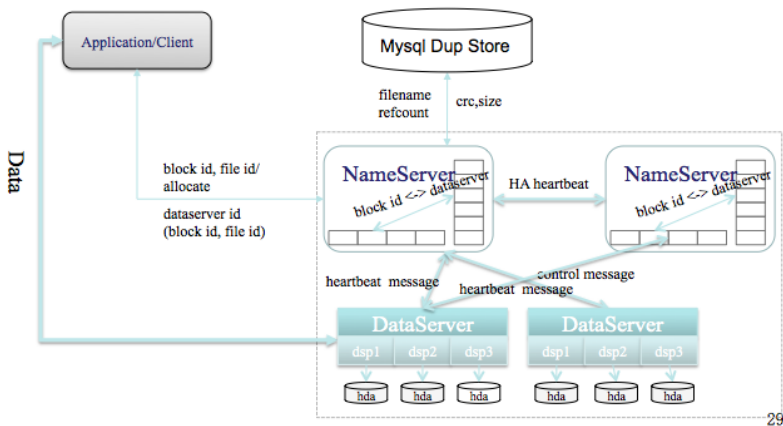 Application/Client
Mysql Dup Store
filename
refcount
crc,size
Data
block id, file id/
allocate
dataserver id
(block id, file id)
NameServer
block id <-> dataserver
HA heartbeat
NameServer
block id <-> dataserver
heartbeat message
control message
heartbeat message
DataServer
dsp1 dsp2 dsp3
hda hda hda
DataServer
dsp1 dsp2 dsp3
hda hda hda
29